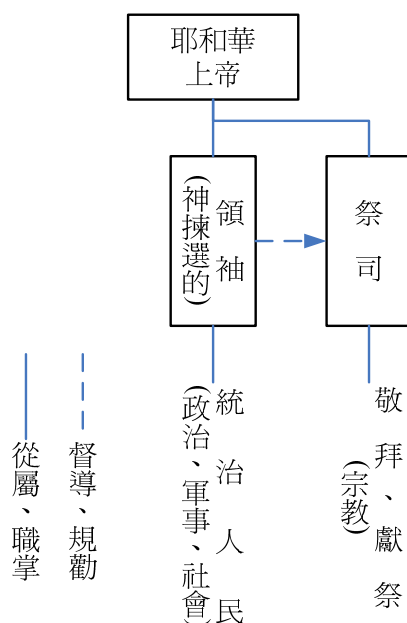 耶和華
上帝
領袖
(神揀選的)
祭司
敬拜、獻祭
(宗教)
統治人民
(政治、軍事、社會)
督導、規勸
從屬、職掌